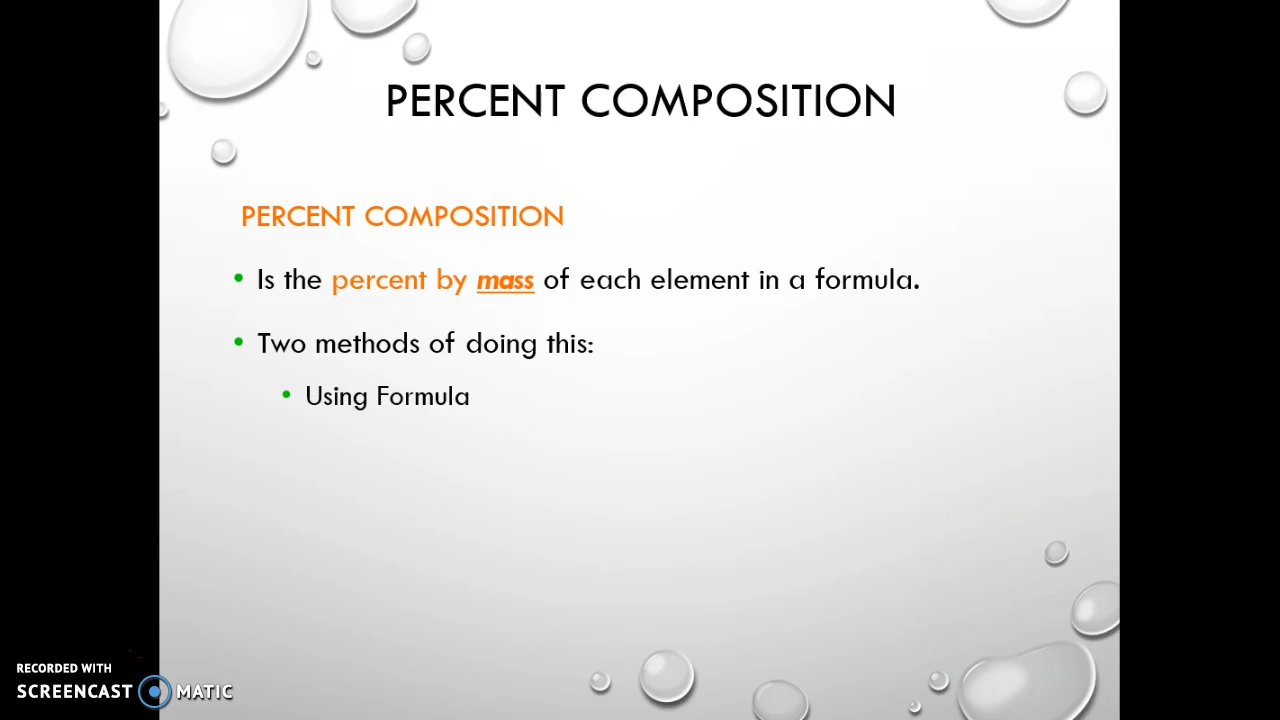 PERCENT COMPOSITION
PERCENT COMPOSITION
• Is the percent by mass of each element in a formula.
• Two methods of doing this:
• Using Formula
RECORDED WITH
SCREENCAST MATIC